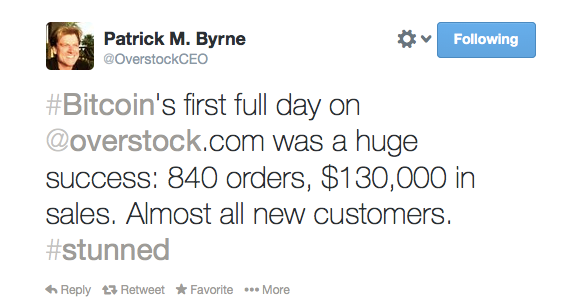 Patrick M. Byrne
@OverstockCEO
Following
#Bitcoin's first full day on
@overstock.com was a huge
success: 840 orders, $130,000 in
sales. Almost all new customers.
#stunned
Reply Retweet Favorite More